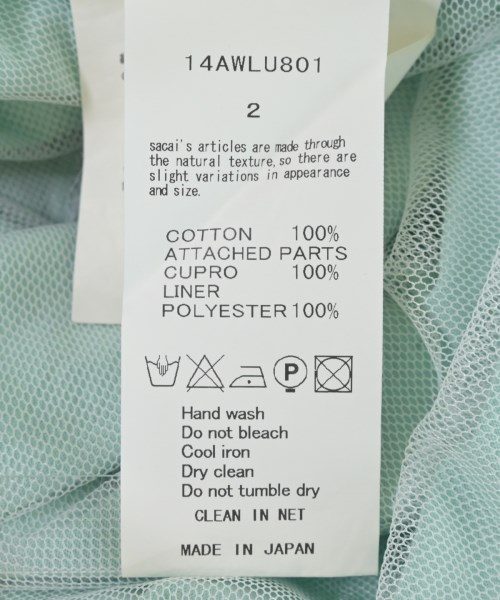 14AWLU801
2
sacai's articles are made through
the natural texture, so there are
slight variations in appearance
and size.
COTTON 100%
ATTACHED PARTS
CUPRO 100%
LINER
POLYESTER 100%
P
Hand wash
Do not bleach
Cool iron
Dry clean
Do not tumble dry
CLEAN IN NET
MADE IN JAPAN